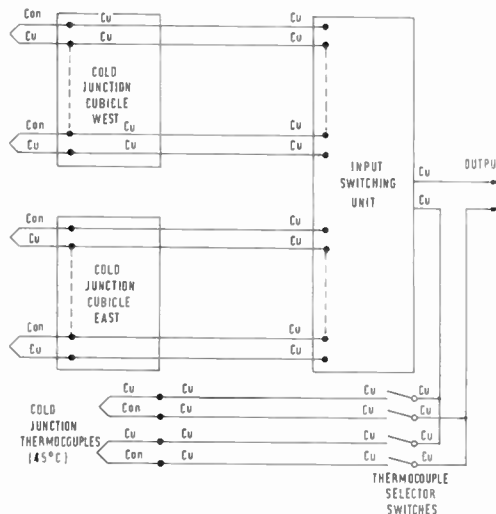 Con Cu Cu
Cu Cu Cu
COLD
JUNCTION
CUBICLE
WEST
Con Cu Cu
Cu Cu Cu
INPUT
SWITCHING
UNIT
Cu OUTPU
Cu
Con Cu Cu
Cu Cu Cu
COLD
JUNCTION
CUBICLE
EAST
Con Cu Cu
Cu Cu Cu
COLD
JUNCTION
THERMOCOUPLES
(45°C)
Cu Cu Cu Cu
Con Cu Cu Cu
Cu Cu Cu Cu
Con Cu Cu Cu
THERMOCOUPLE
SELECTOR
SWITCHES